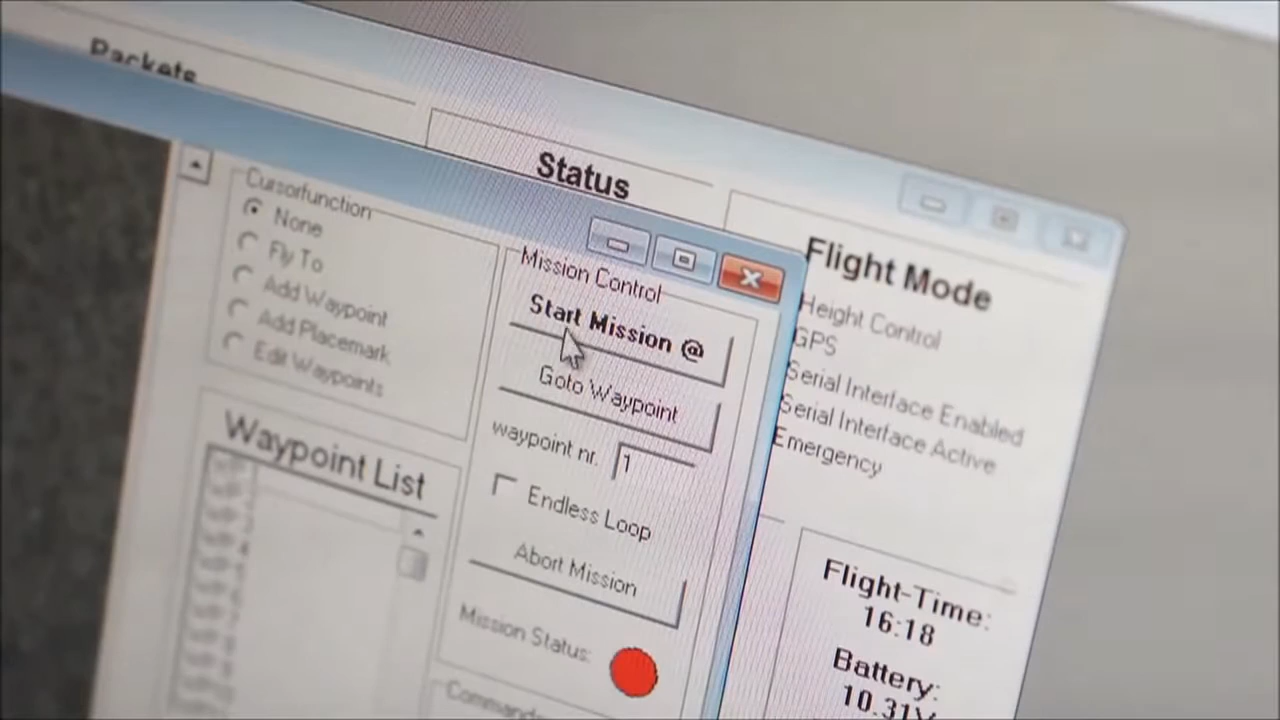 Packets
Status
Flight Mode
Height Control
GPS
Serial Interface Enabled
Serial Interface Active
Emergency
Cursorfunction
None
Fly To
Add Waypoint
Add Placemark
Edit Waypoints
Waypoint List
Mission Control
Start Mission @
Goto Waypoint
waypoint nr. 1
Endless Loop
Abort Mission
Mission Status:
Flight-Time:
16:18
Battery:
10.31V